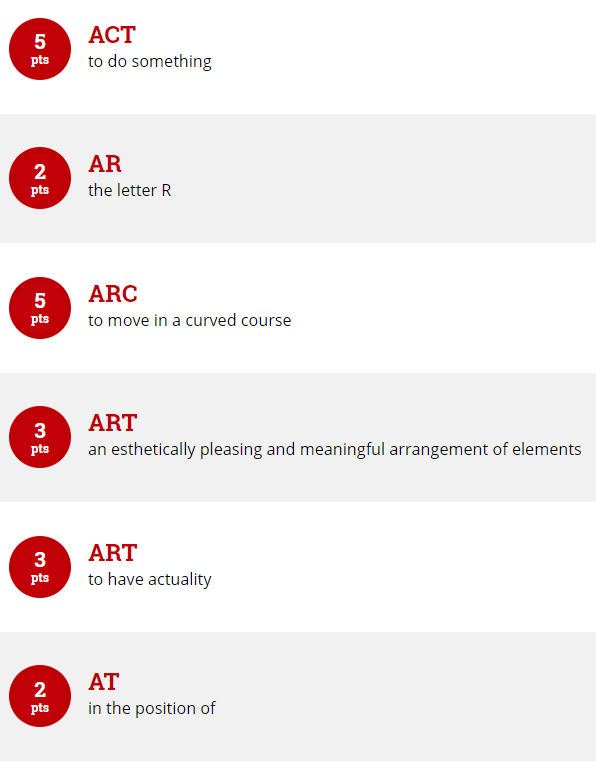 5
pts
ACT
to do something
2
pts
AR
the letter R
5
pts
ARC
to move in a curved course
3
pts
ART
an esthetically pleasing and meaningful arrangement of elements
3
pts
ART
to have actuality
2
pts
AT
in the position of